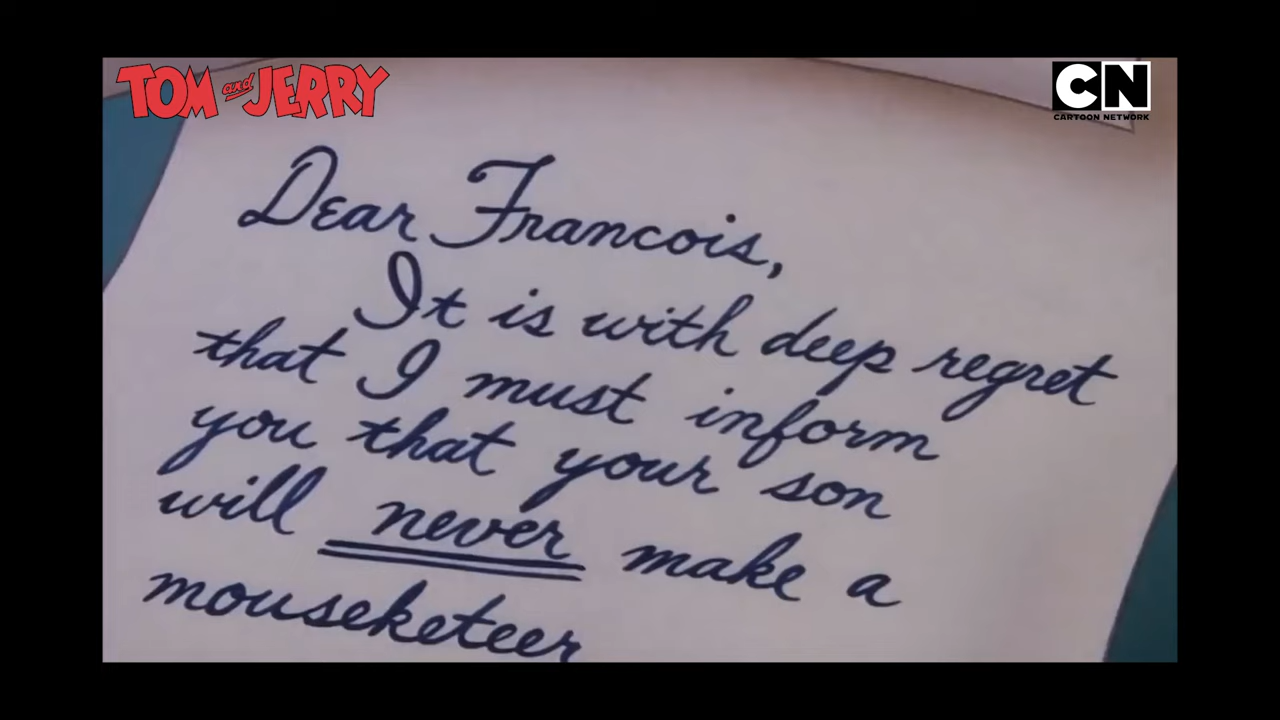 TOM and JERRY
CN
CARTOON NETWORK
Dear Francois,
It is with deep regret
that I must inform
you that your son
will never make a
mouseketeer